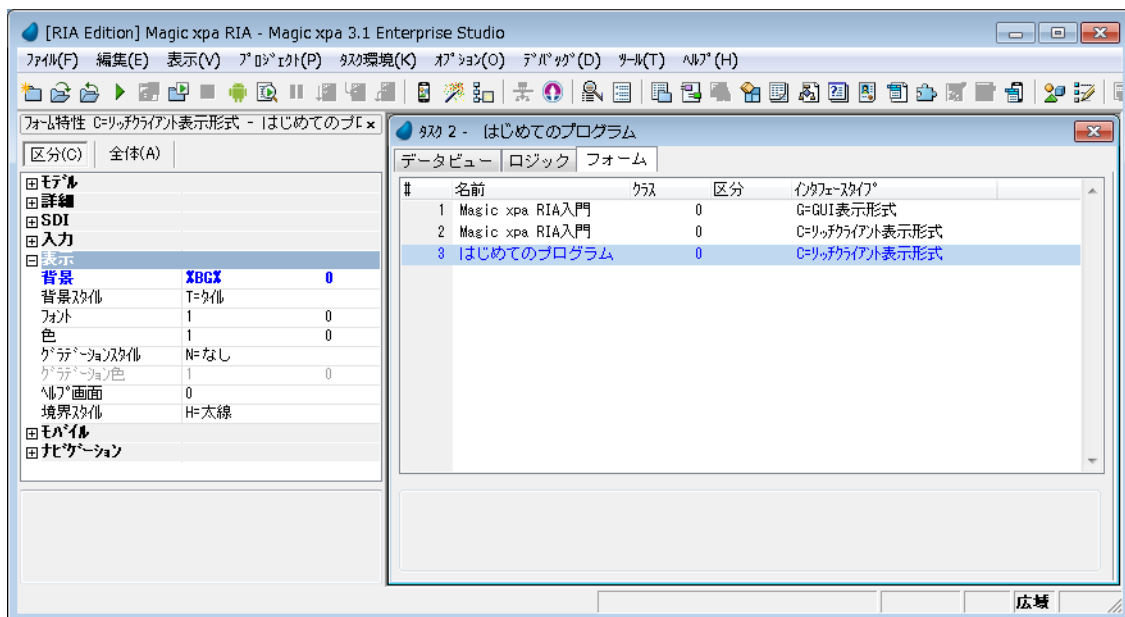 [RIA Edition] Magic xpa RIA - Magic xpa 3.1 Enterprise Studio
ﾌｧｲﾙ(F) 編集(E) 表示(V) ﾌﾟﾛｼﾞｪｸﾄ(P) ﾀｽｸ環境(K) ｵﾌﾟｼｮﾝ(O) ﾃﾞﾊﾞｯｸﾞ(D) ﾂｰﾙ(T) ﾍﾙﾌﾟ(H)
ﾌｫｰﾑ特性 C=ﾘｯﾁｸﾗｲｱﾝﾄ表示形式 - はじめてのﾌﾟ
区分(C) 全体(A)
モデル
詳細
SDI
入力
表示
背景 %BG% 0
背景ｽﾀｲﾙ T=ﾀｲﾙ
ﾌｫﾝﾄ 1 0
色 1 0
ｸﾞﾗﾃﾞｰｼｮﾝｽﾀｲﾙ N=なし
ｸﾞﾗﾃﾞｰｼｮﾝ色 1 0
ﾍﾙﾌﾟ画面 0
境界ｽﾀｲﾙ H=太線
ﾓﾊﾞｲﾙ
ﾅﾋﾞｹﾞｰｼｮﾝ
ﾀｽｸ 2 - はじめてのプログラム
データビュー ロジック フォーム
# 名前 ｸﾗｽ 区分 ｲﾝﾀﾌｪｰｽﾀｲﾌﾟ
1 Magic xpa RIA入門 0 G=GUI表示形式
2 Magic xpa RIA入門 0 C=ﾘｯﾁｸﾗｲｱﾝﾄ表示形式
3 はじめてのプログラム 0 C=ﾘｯﾁｸﾗｲｱﾝﾄ表示形式
広域